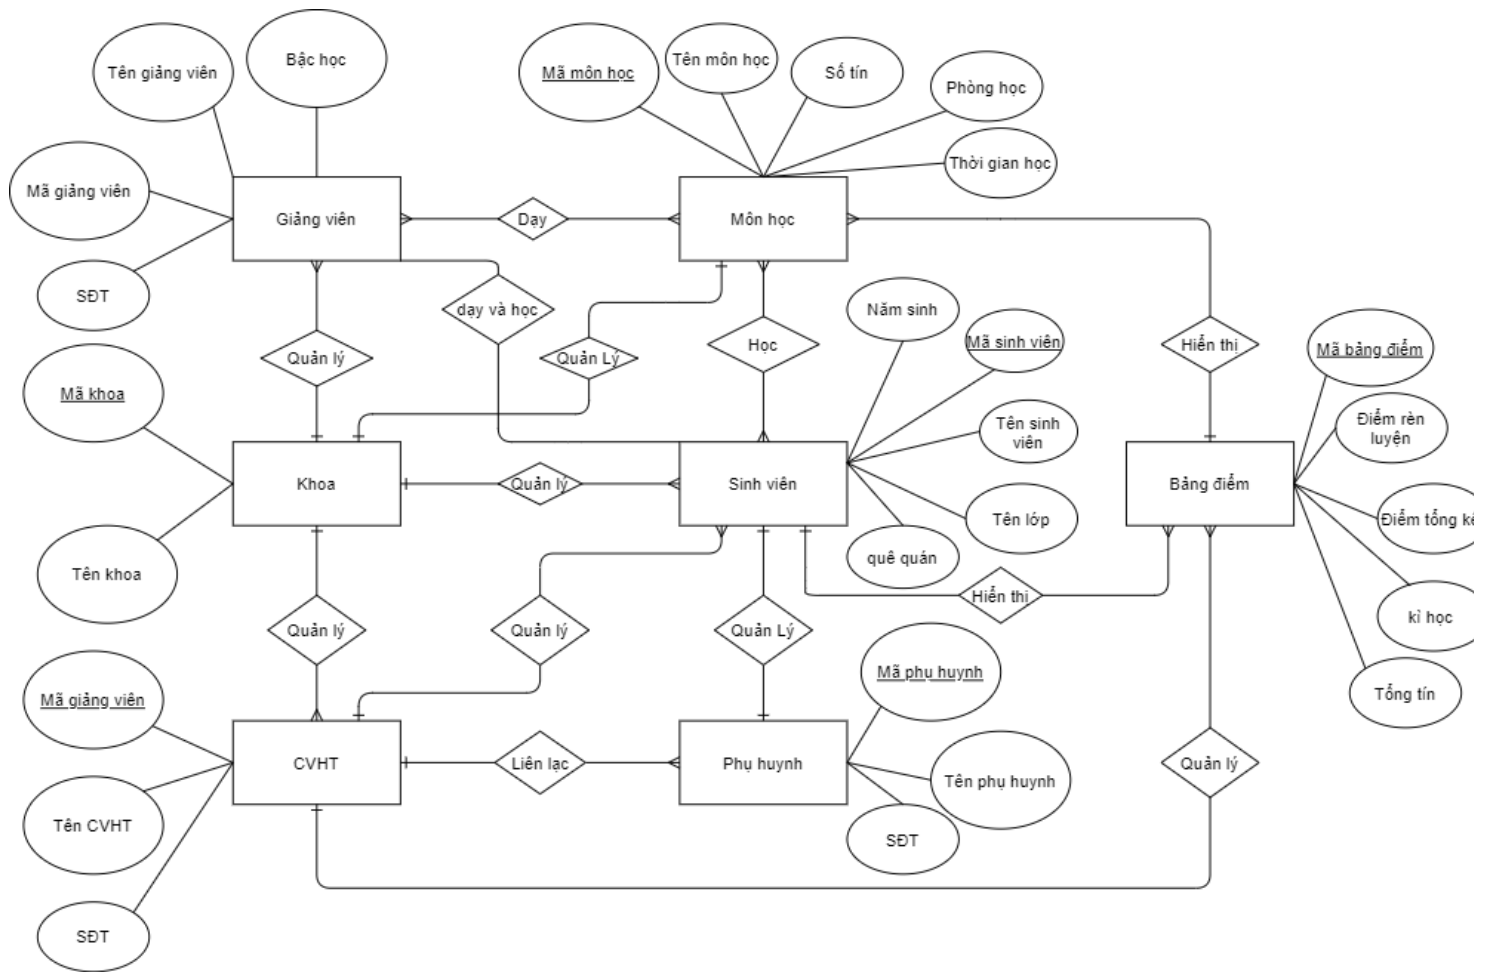 Bậc học
Tên giảng viên
Mã môn học
Tên môn học
Số tín
Phòng học
Thời gian học
Mã giảng viên
Giảng viên
Dạy
Môn học
SĐT
dạy và học
Năm sinh
Quản lý
Quản Lý
Học
Mã sinh viên
Hiển thị
Mã bảng điểm
Mã khoa
Tên sinh
viên
Điểm rèn
luyện
Khoa
Quản lý
Sinh viên
Bảng điểm
Tên lớp
Điểm tổng
quê quán
Tên khoa
Hiển thị
kì học
Quản lý
Quản lý
Quản Lý
Mã phụ huynh
Tổng tín
Mã giảng viên
CVHT
Liên lạc
Phụ huynh
Quản lý
Tên phụ huynh
Tên CVHT
SĐT
SĐT